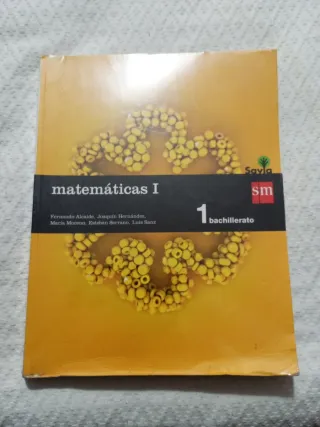 Savia
matemáticas I
sm
Fernando Alcaide, Joaquín Hernández,
María Moreno, Esteban Serrano, Luis Sanz
1 bachillerato